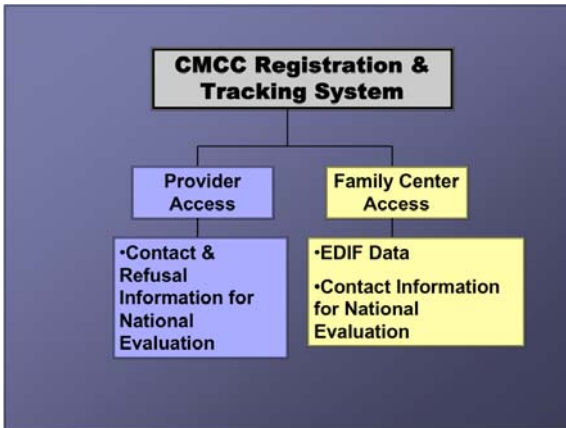 CMCC Registration &
Tracking System
Provider
Access
Family Center
Access
•Contact &
Refusal
Information for
National
Evaluation
•EDIF Data
•Contact Information
for National
Evaluation